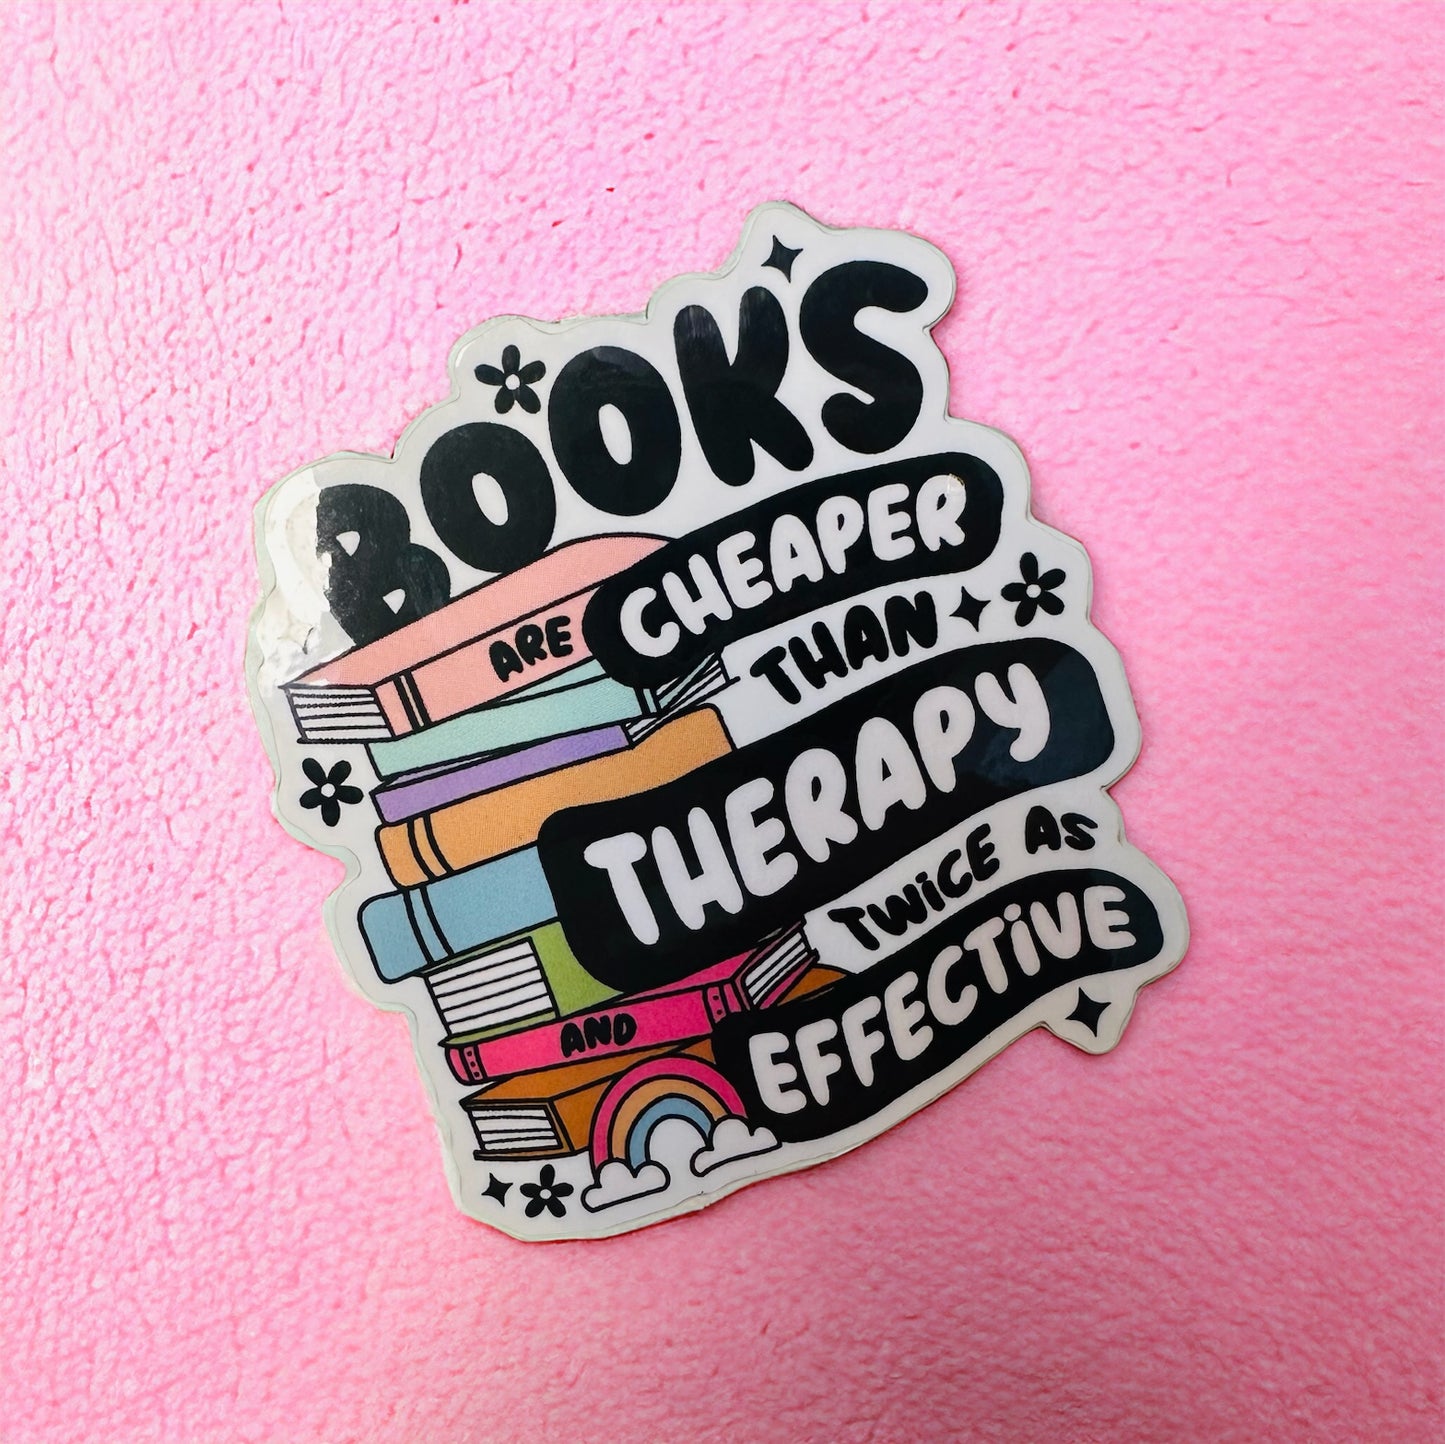 BOOKS
ARE CHEAPER
THAN
THERAPY
AND TWICE AS
EFFECTIVE